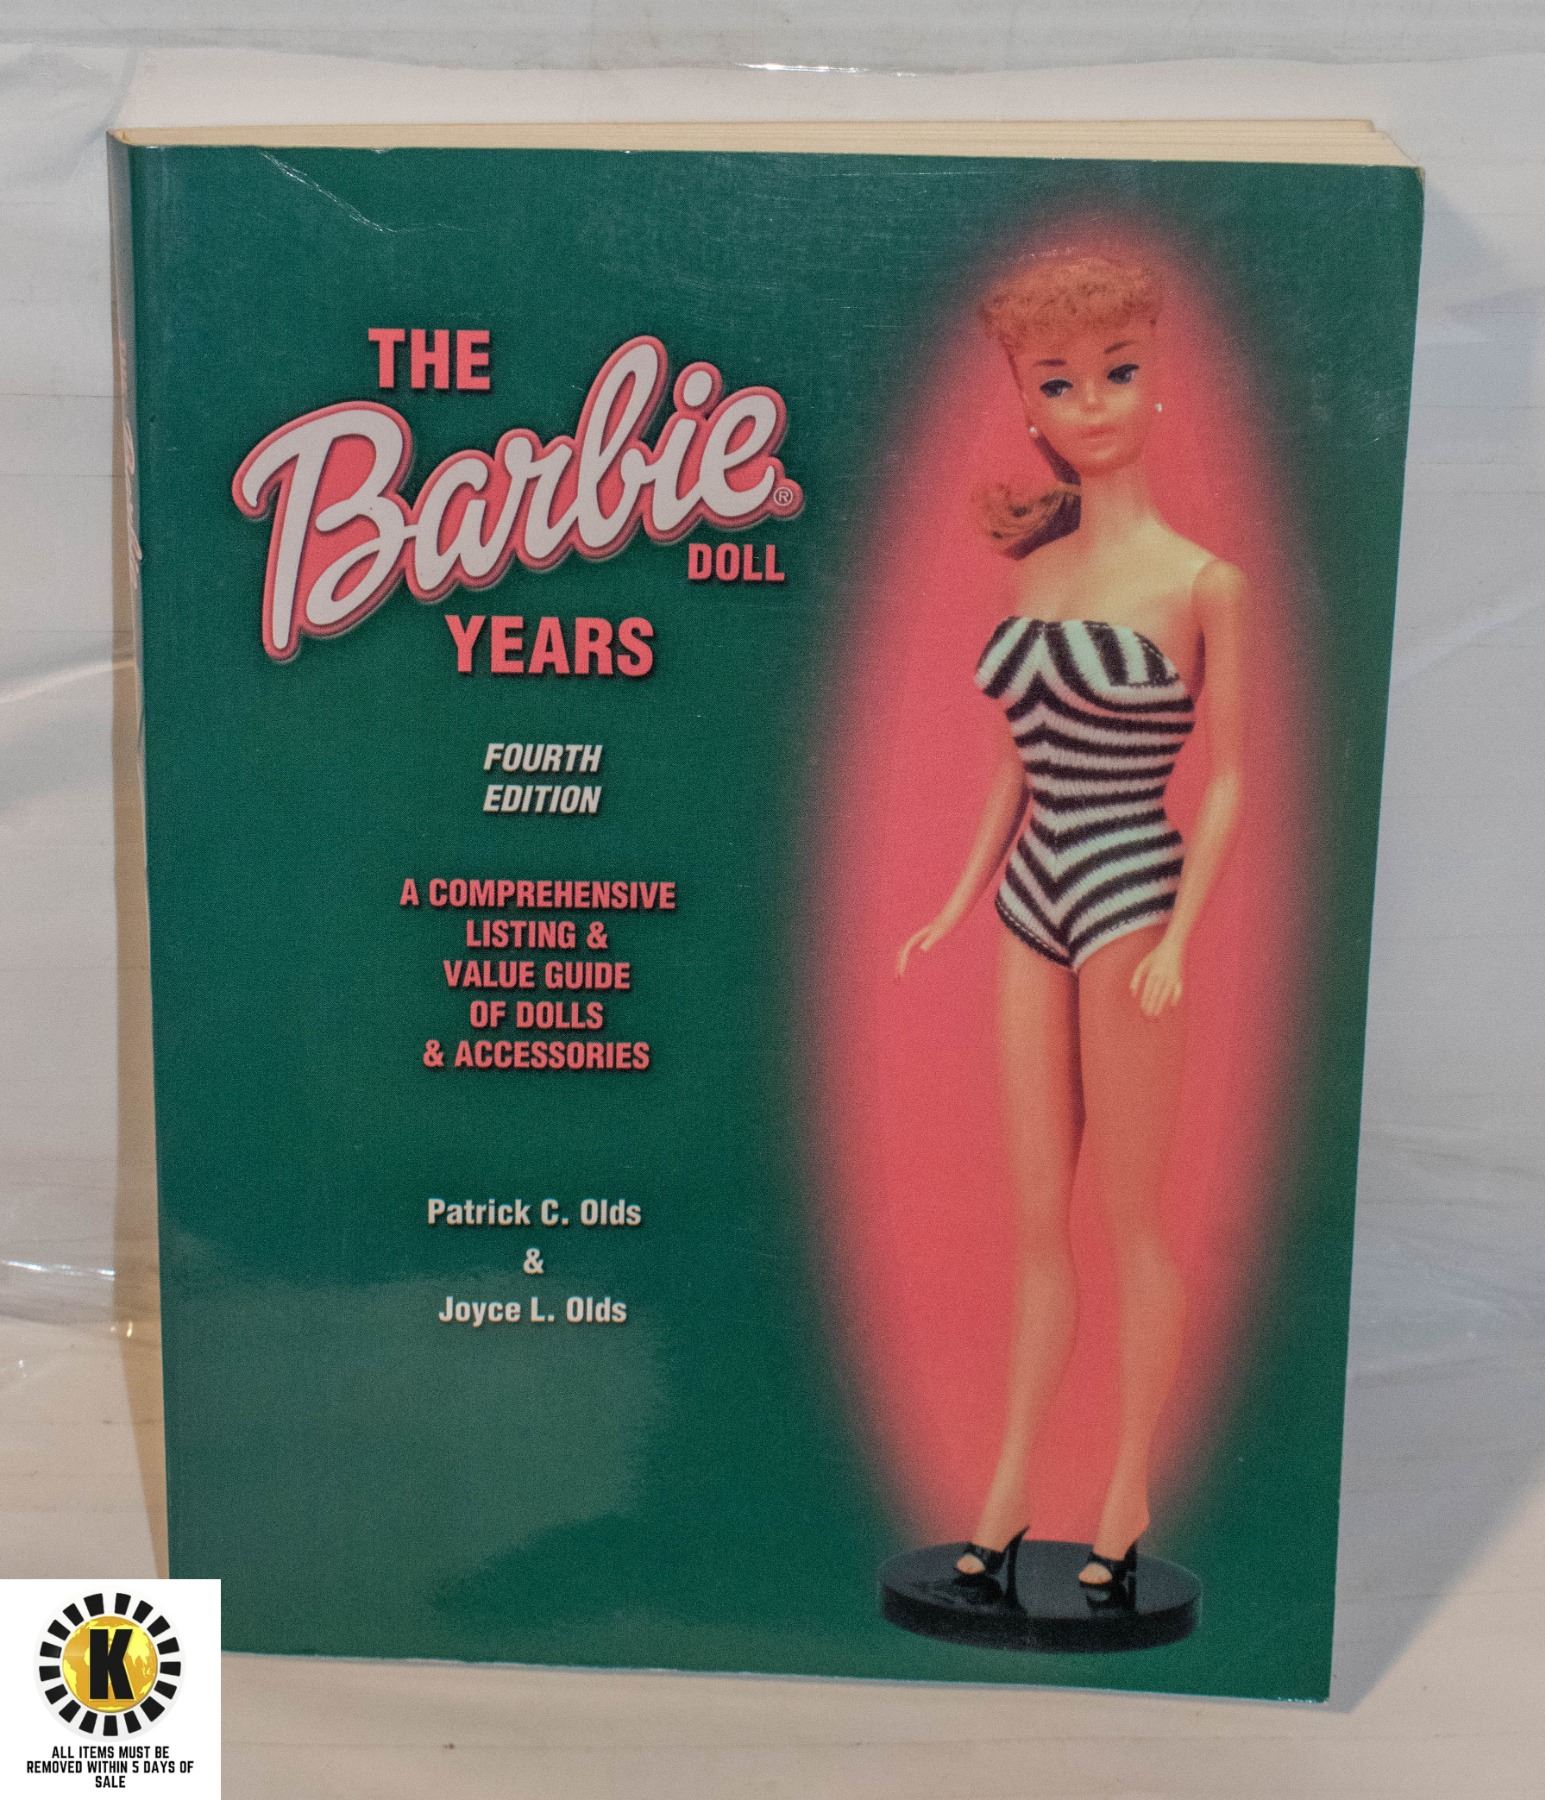 THE
Barbie®
DOLL
YEARS
FOURTH
EDITION
A COMPREHENSIVE
LISTING &
VALUE GUIDE
OF DOLLS
& ACCESSORIES
Patrick C. Olds
&
Joyce L. Olds
K
ALL ITEMS MUST BE
REMOVED WITHIN 5 DAYS OF
SALE